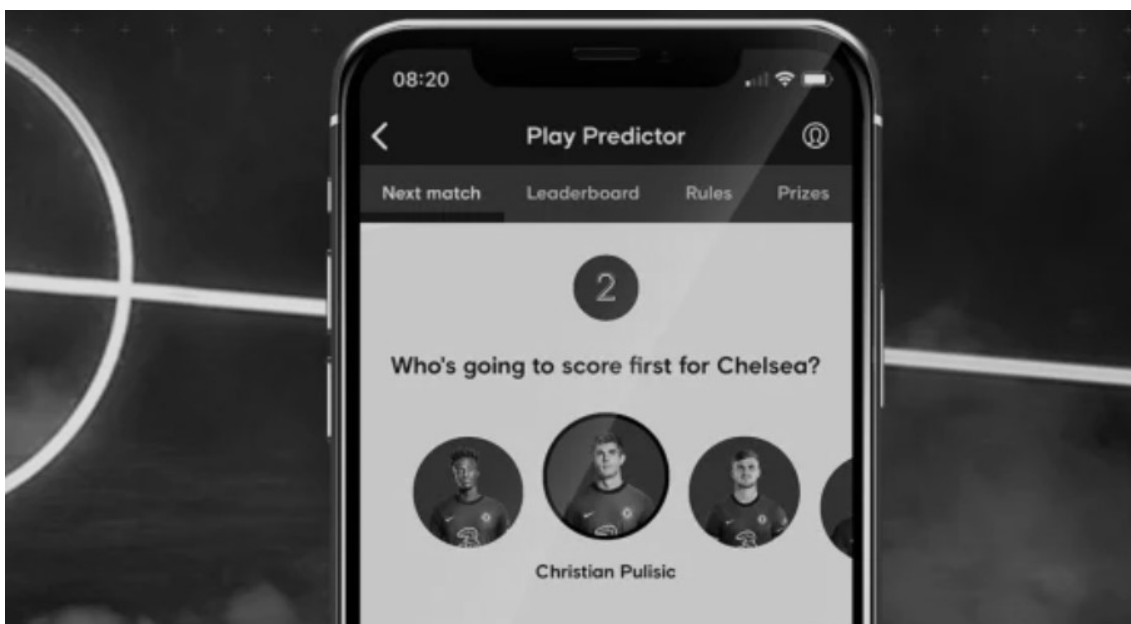 08:20
Play Predictor
Next match Leaderboard Rules Prizes
2
Who's going to score first for Chelsea?
Christian Pulisic